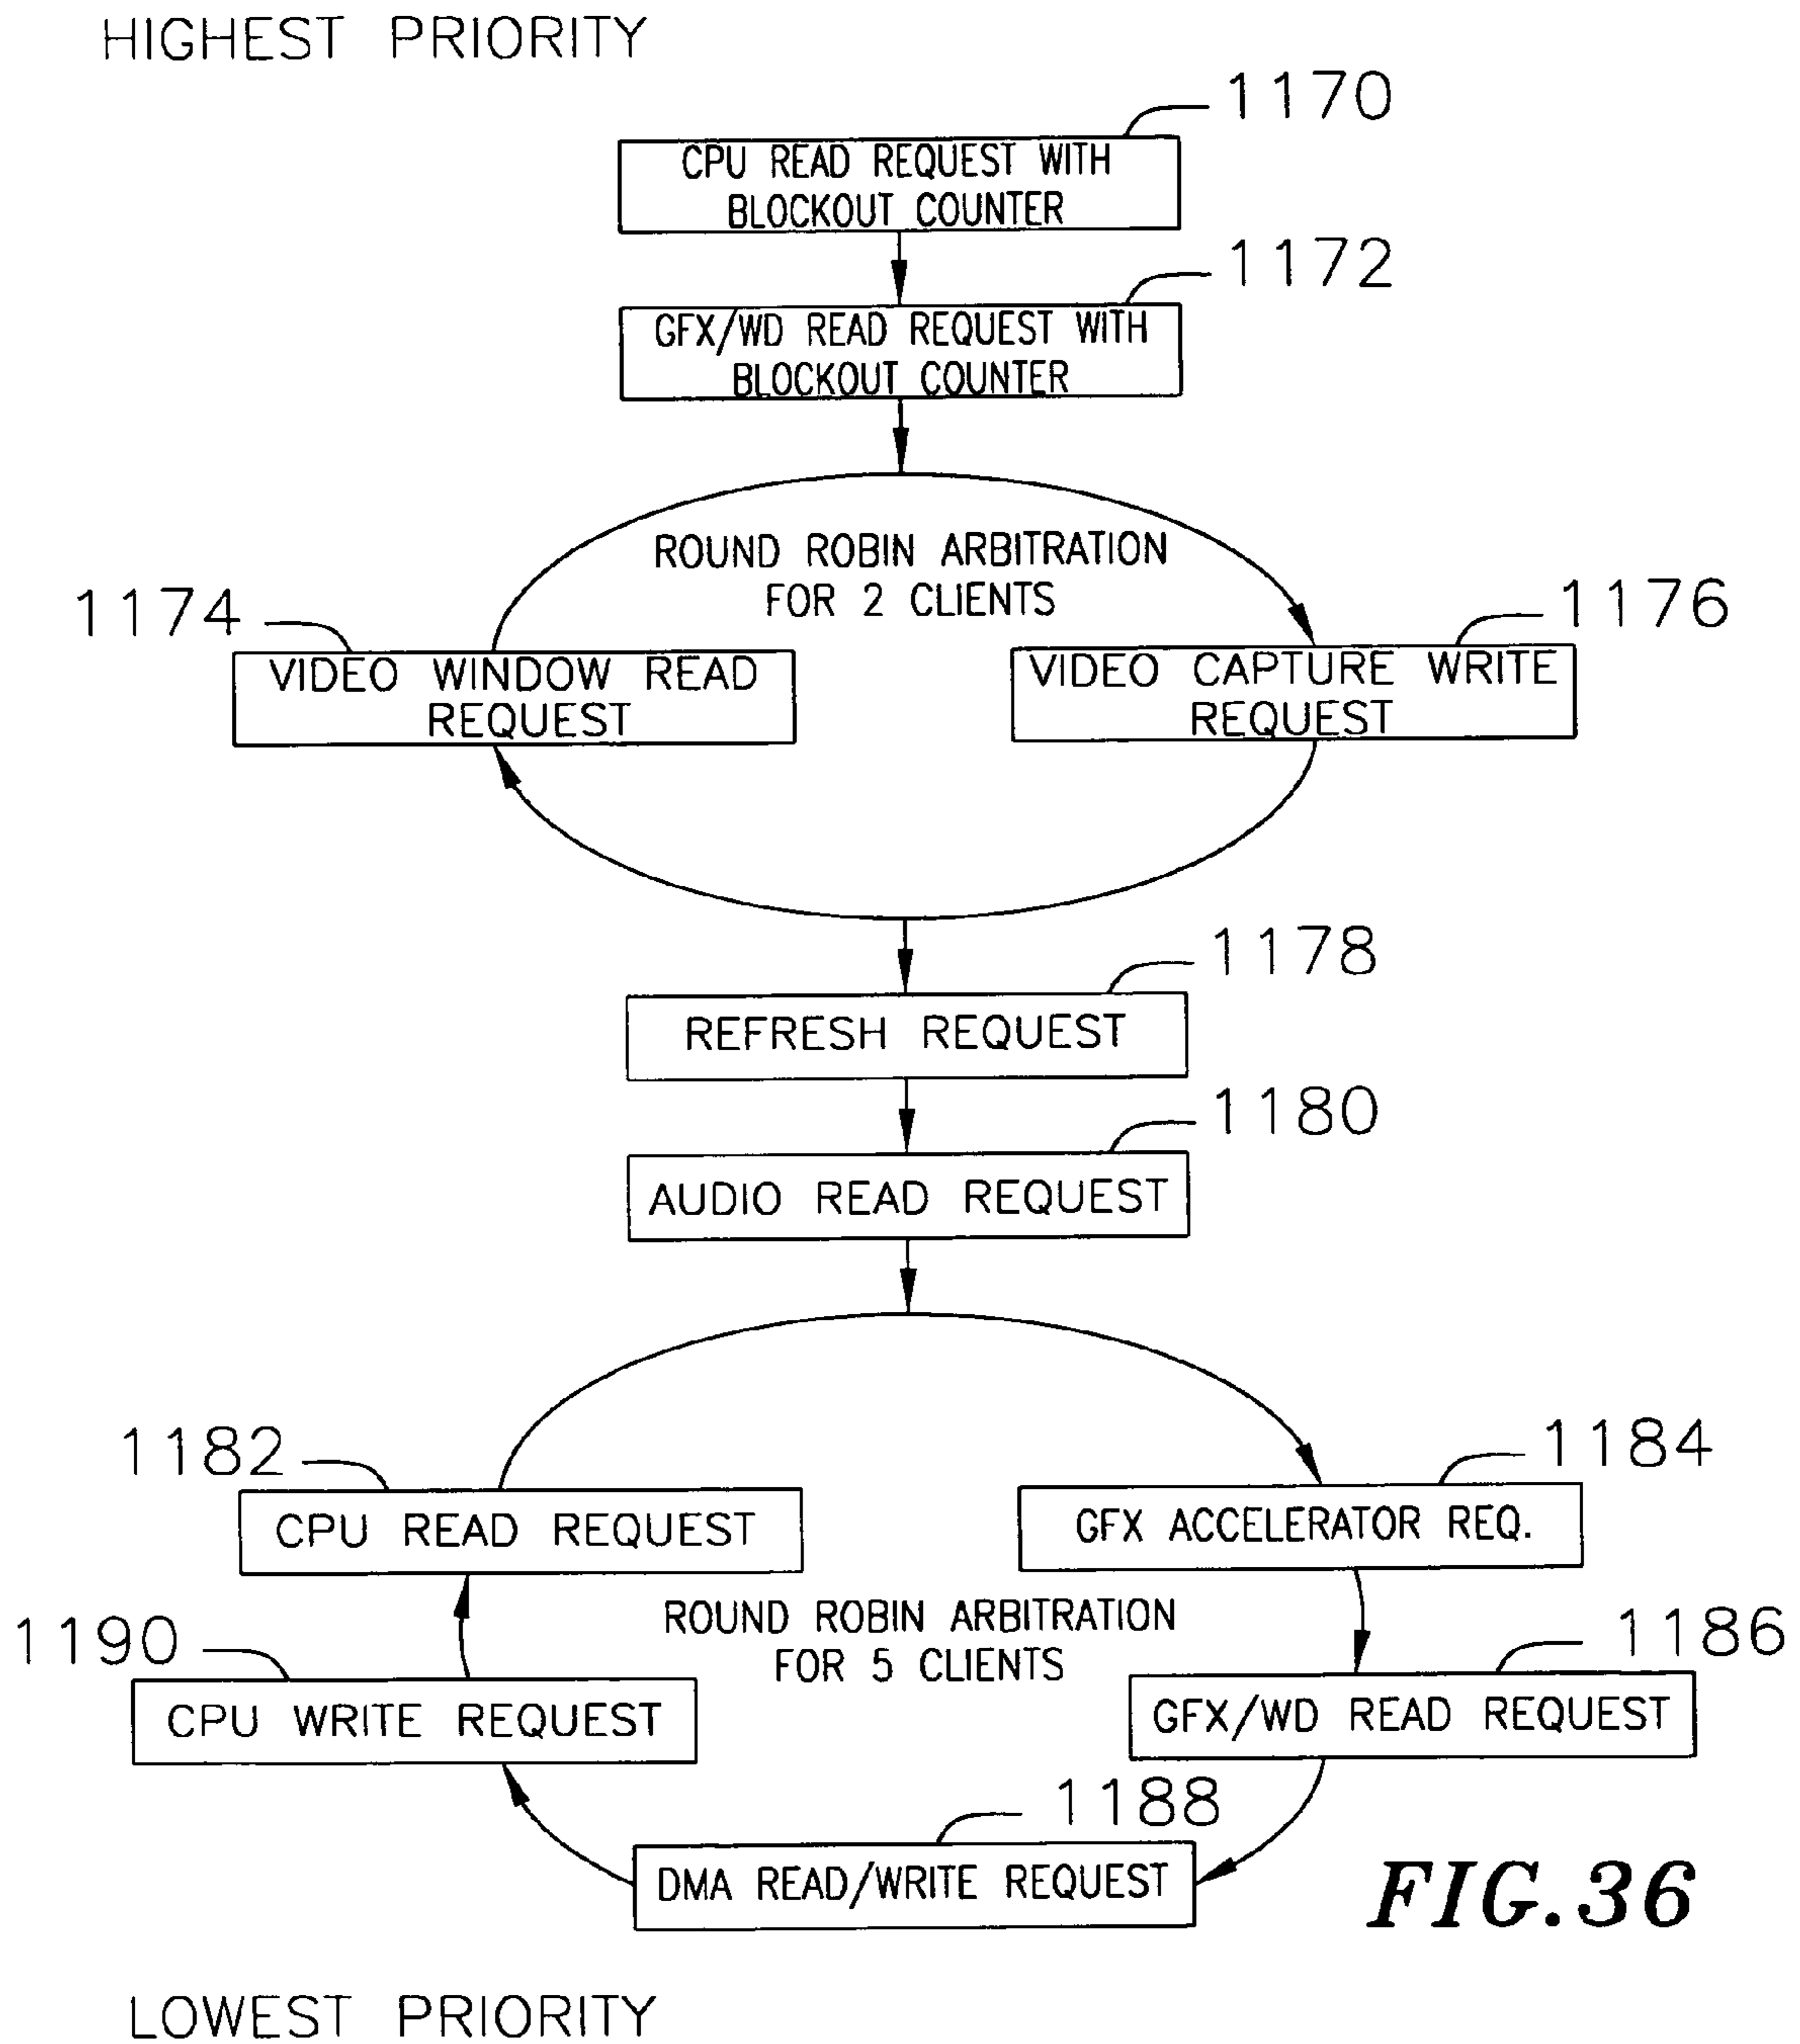 HIGHEST PRIORITY
1170
CPU READ REQUEST WITH
BLOCKOUT COUNTER
1172
GFX/WD READ REQUEST WITH
BLOCKOUT COUNTER
ROUND ROBIN ARBITRATION
FOR 2 CLIENTS
1174
1176
VIDEO WINDOW READ
REQUEST
VIDEO CAPTURE WRITE
REQUEST
1178
REFRESH REQUEST
1180
AUDIO READ REQUEST
1182
1184
CPU READ REQUEST
GFX ACCELERATOR REQ.
ROUND ROBIN ARBITRATION
FOR 5 CLIENTS
1190
1186
CPU WRITE REQUEST
GFX/WD READ REQUEST
1188
DMA READ/WRITE REQUEST
FIG.36
LOWEST PRIORITY